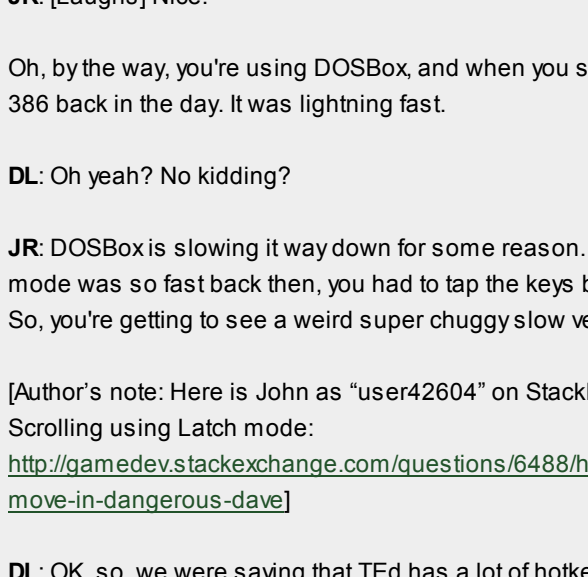 JR: [Laughs] Nice!
Oh, by the way, you're using DOSBox, and when you s
386 back in the day. It was lightning fast.
DL: Oh yeah? No kidding?
JR: DOSBox is slowing it way down for some reason.
mode was so fast back then, you had to tap the keys b
So, you're getting to see a weird super chuggy slow ve
[Author’s note: Here is John as “user42604” on Stack
Scrolling using Latch mode:
http://gamedev.stackexchange.com/questions/6488/h
move-in-dangerous-dave]
DL: OK, so, we were saying that TEd has a lot of hotke